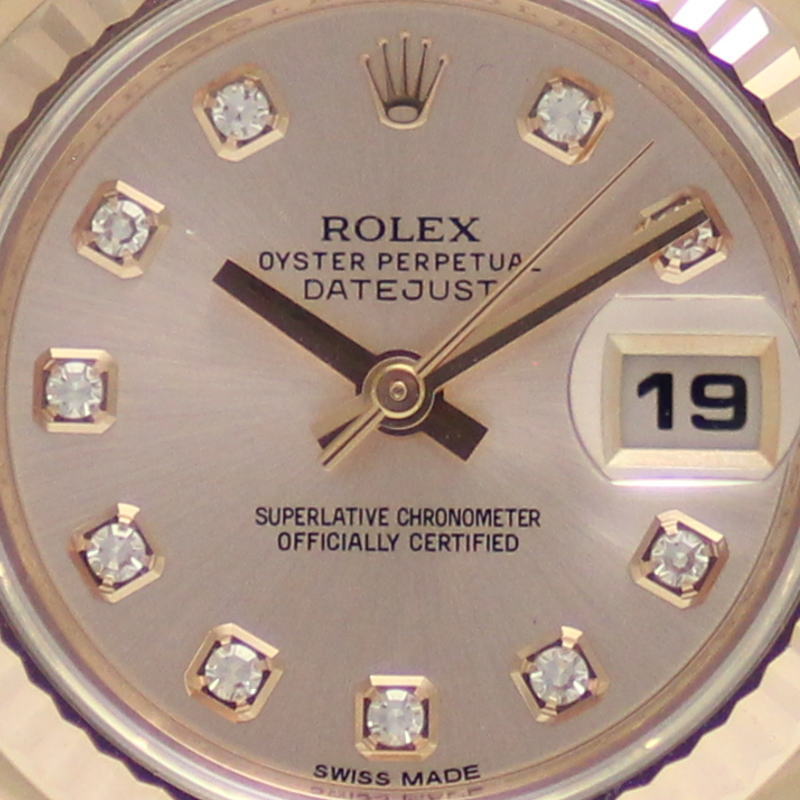 ROLEX
OYSTER PERPETUAL
DATEJUST
19
SUPERLATIVE CHRONOMETER
OFFICIALLY CERTIFIED
SWISS MADE